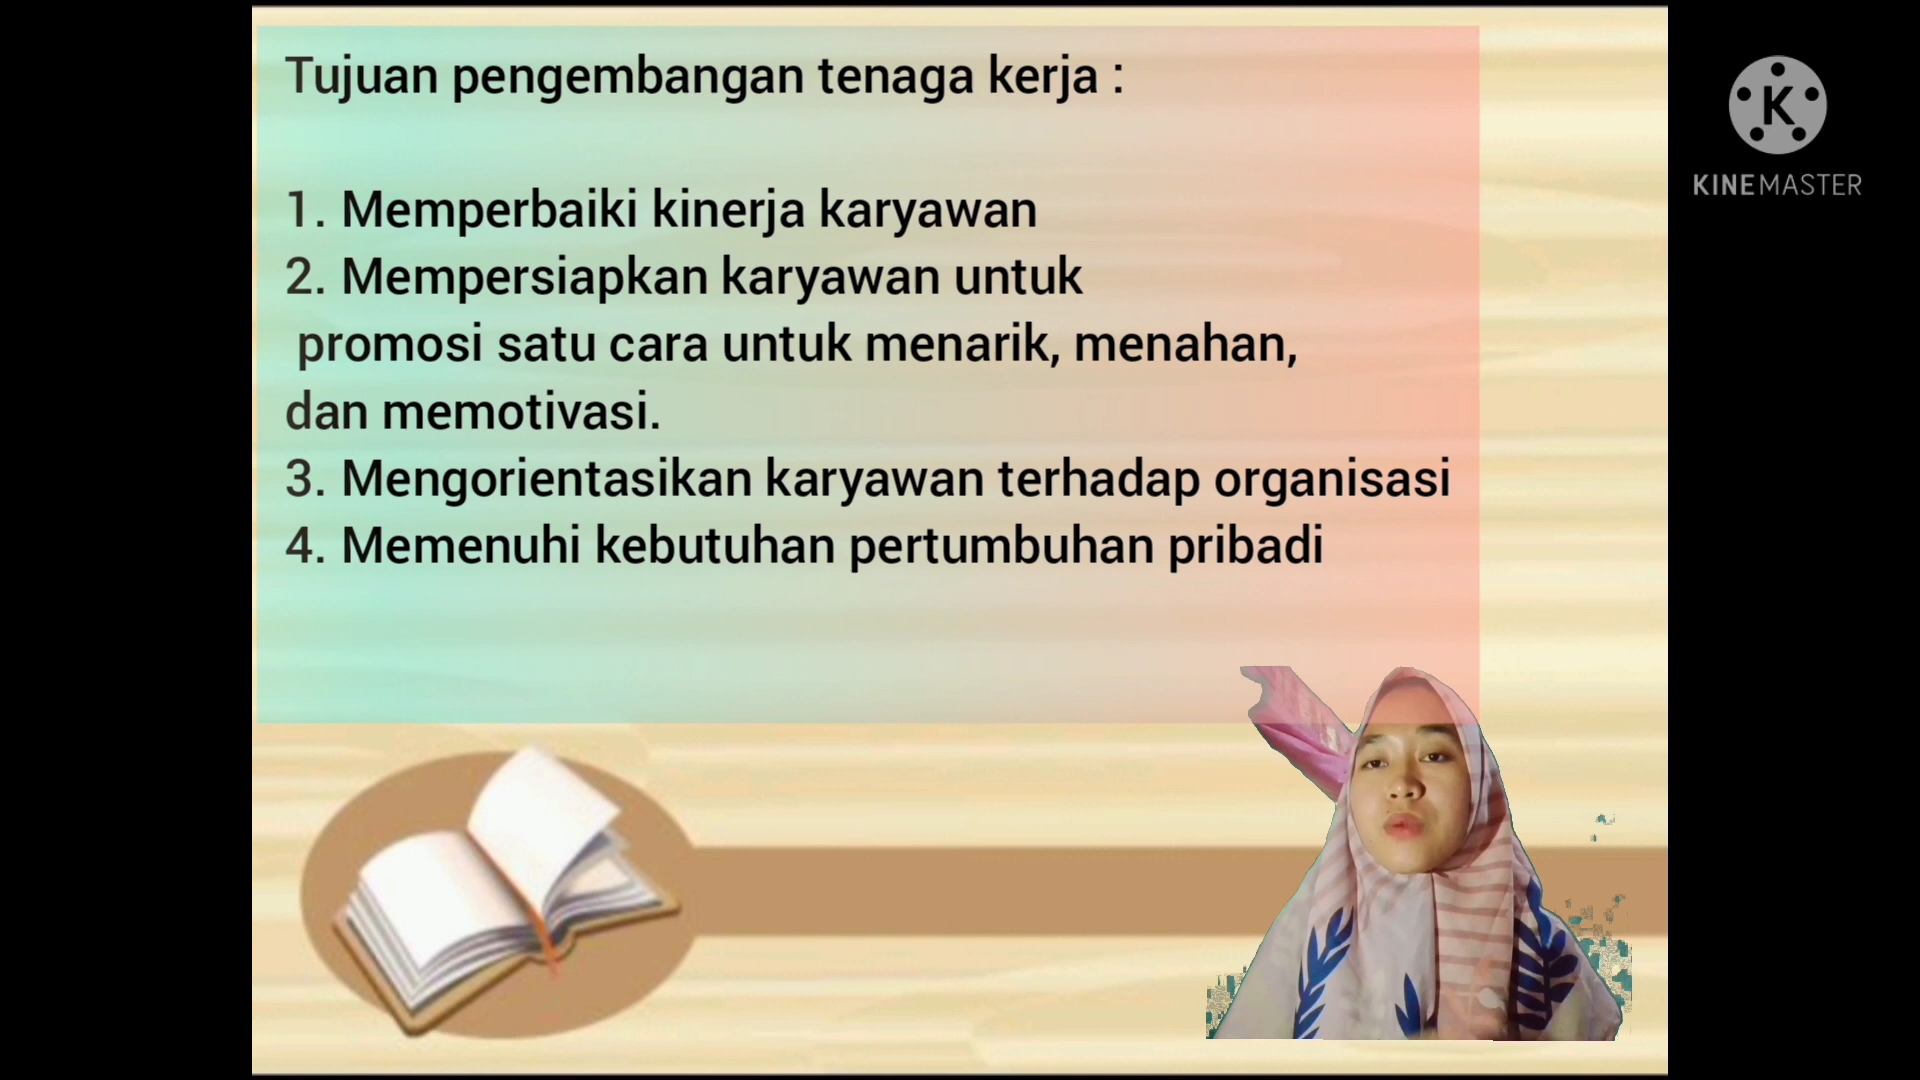 Tujuan pengembangan tenaga kerja :
1. Memperbaiki kinerja karyawan
2. Mempersiapkan karyawan untuk
promosi satu cara untuk menarik, menahan,
dan memotivasi.
3. Mengorientasikan karyawan terhadap organisasi
4. Memenuhi kebutuhan pertumbuhan pribadi
K
KINEMASTER